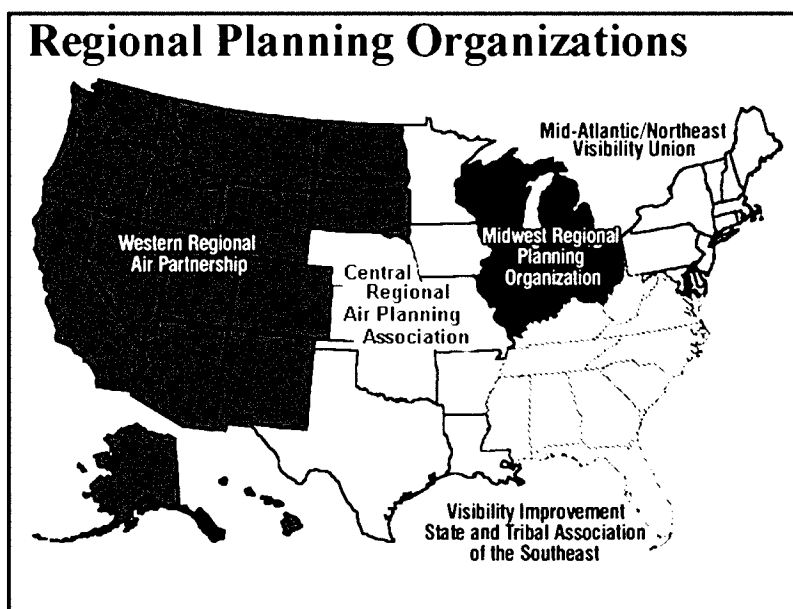 Regional Planning Organizations
Mid-Atlantic/Northeast
Visibility Union
Western Regional
Air Partnership
Central
Regional
Air Planning
Association
Midwest Regional
Planning
Organization
Visibility Improvement
State and Tribal Association
of the Southeast